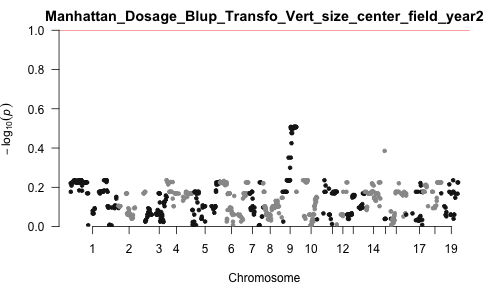 Manhattan_Dosage_Blup_Transfo_Vert_size_center_field_year2
1.0
0.8
0.6
0.4
0.2
0.0
− log10(p)
1 2 3 4 5 6 7 8 9 10 12 14 17 19
Chromosome